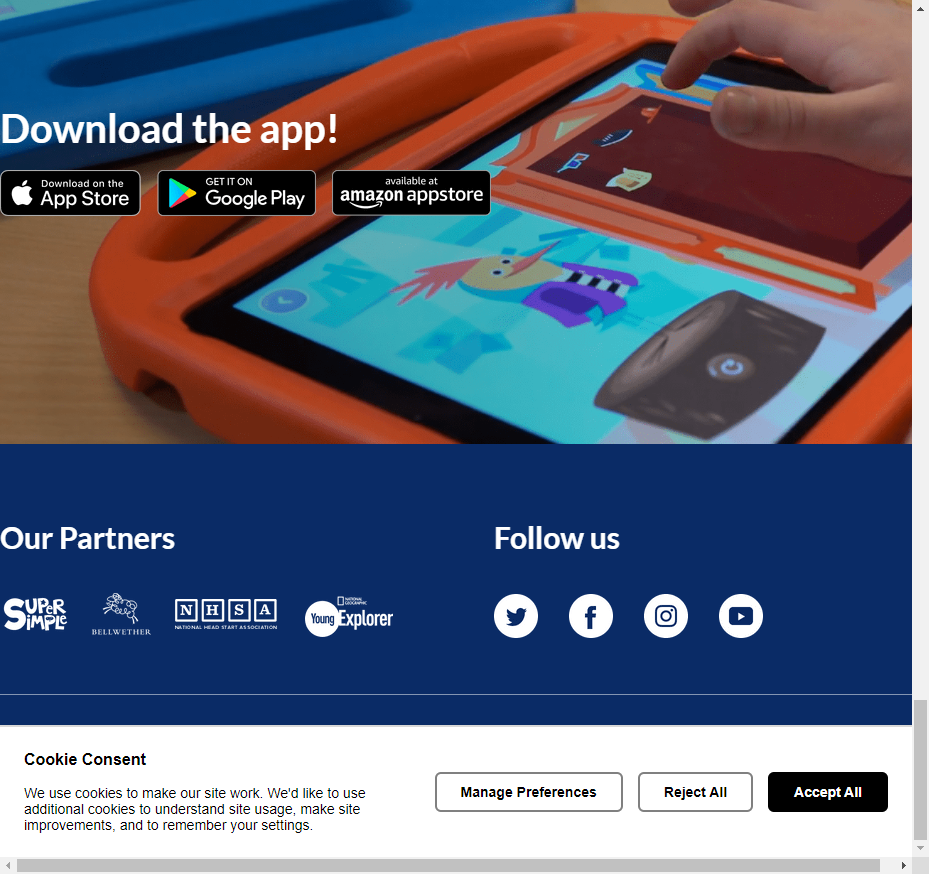 Download the app!
Download on the
App Store
GET IT ON
Google Play
available at
amazon appstore
Our Partners
Follow us
SUPER
SiMPLE
BELLWETHER
NHSA
NATIONAL HEAD START ASSOCIATION
NATIONAL
GEOGRAPHIC
Young Explorer
Cookie Consent
We use cookies to make our site work. We'd like to use
additional cookies to understand site usage, make site
improvements, and to remember your settings.
Manage Preferences
Reject All
Accept All